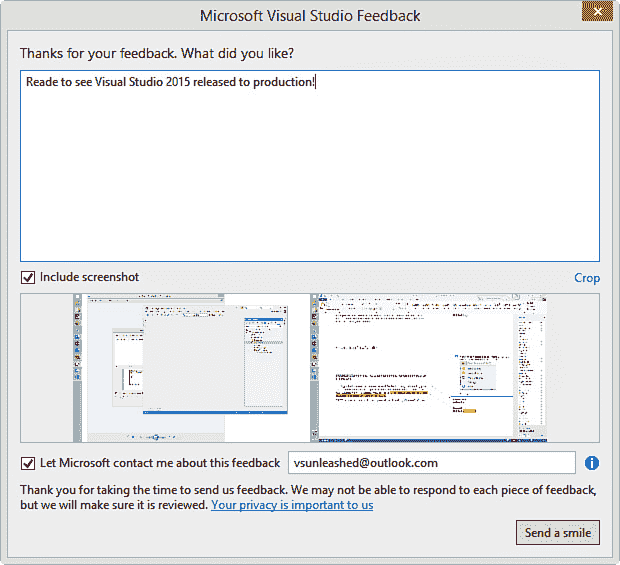 Microsoft Visual Studio Feedback
Thanks for your feedback. What did you like?
Reade to see Visual Studio 2015 released to production!
Include screenshot
Crop
Let Microsoft contact me about this feedback
vsunleashed@outlook.com
Thank you for taking the time to send us feedback. We may not be able to respond to each piece of feedback,
but we will make sure it is reviewed. Your privacy is important to us
Send a smile